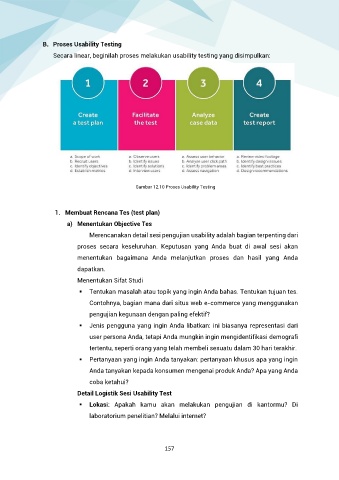 B. Proses Usability Testing
Secara linear, beginilah proses melakukan usability testing yang disimpulkan:
1
Create
a test plan
2
Facilitate
the test
3
Analyze
case data
4
Create
test report
a. Scope of work
b. Recruit users
c. Identify objectives
d. Establish metrics
a. Observe users
b. Identify issues
c. Identify solutions
d. Interview users
a. Assess user behavior
b. Analyze user click path
c. Identify problem areas
d. Assess navigation
a. Review video footage
b. Identify design issues
c. Identify best practices
d. Design recommendations
Gambar 12.10 Proses Usability Testing
1. Membuat Rencana Tes (test plan)
a) Menentukan Objective Tes
Merencanakan detail sesi pengujian usability adalah bagian terpenting dari
proses secara keseluruhan. Keputusan yang Anda buat di awal sesi akan
menentukan bagaimana Anda melanjutkan proses dan hasil yang Anda
dapatkan.
Menentukan Sifat Studi
▪ Tentukan masalah atau topik yang ingin Anda bahas. Tentukan tujuan tes.
Contohnya, bagian mana dari situs web e-commerce yang menggunakan
pengujian kegunaan dengan paling efektif?
▪ Jenis pengguna yang ingin Anda libatkan: ini biasanya representasi dari
user persona Anda, tetapi Anda mungkin ingin mengidentifikasi demografi
tertentu, seperti orang yang telah membeli sesuatu dalam 30 hari terakhir.
▪ Pertanyaan yang ingin Anda tanyakan: pertanyaan khusus apa yang ingin
Anda tanyakan kepada konsumen mengenai produk Anda? Apa yang Anda
coba ketahui?
Detail Logistik Sesi Usability Test
▪ Lokasi: Apakah kamu akan melakukan pengujian di kantormu? Di
laboratorium penelitian? Melalui internet?
157